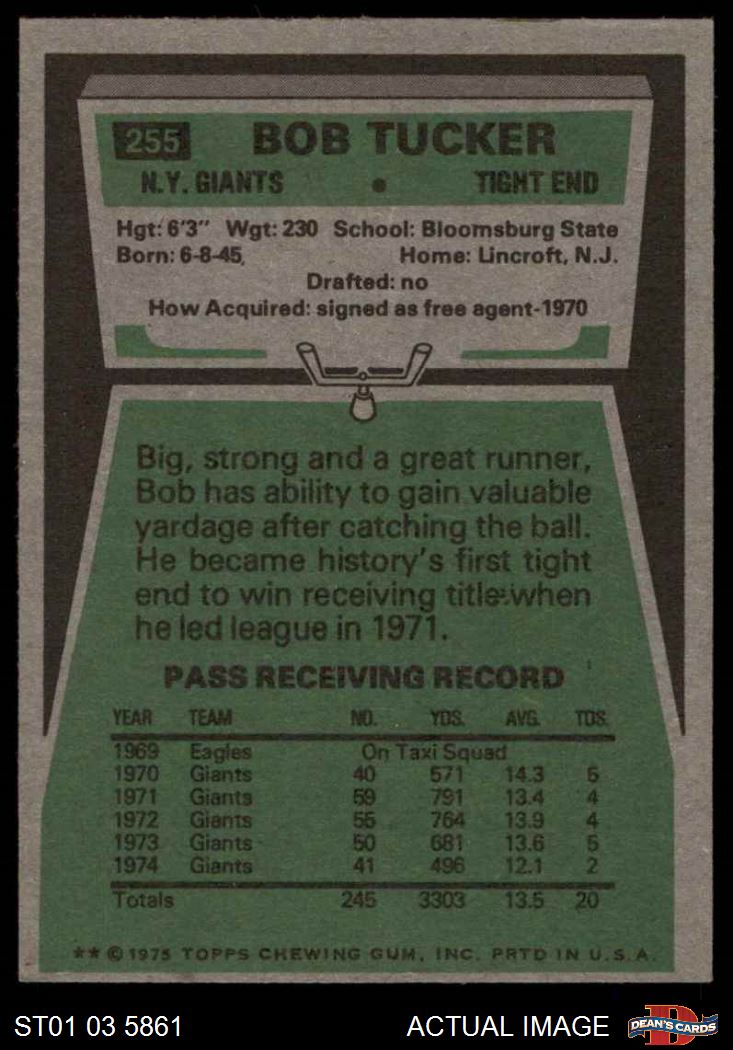 255 BOB TUCKER
N.Y. GIANTS • TIGHT END
Hgt: 6'3" Wgt: 230 School: Bloomsburg State
Born: 6-8-45 Home: Lincroft, N.J.
Drafted: no
How Acquired: signed as free agent-1970
Big, strong and a great runner,
Bob has ability to gain valuable
yardage after catching the ball.
He became history's first tight
end to win receiving title when
he led league in 1971.
PASS RECEIVING RECORD
YEAR TEAM NO. YDS. AVG. TDS.
1969 Eagles On Taxi Squad
1970 Giants 40 571 14.3 5
1971 Giants 59 791 13.4 4
1972 Giants 55 764 13.9 4
1973 Giants 50 681 13.6 5
1974 Giants 41 496 12.1 2
Totals 245 3303 13.5 20
** © 1975 TOPPS CHEWING GUM, INC. PRTD IN U.S.A.
ST01 03 5861 ACTUAL IMAGE D DEAN'S CARDS